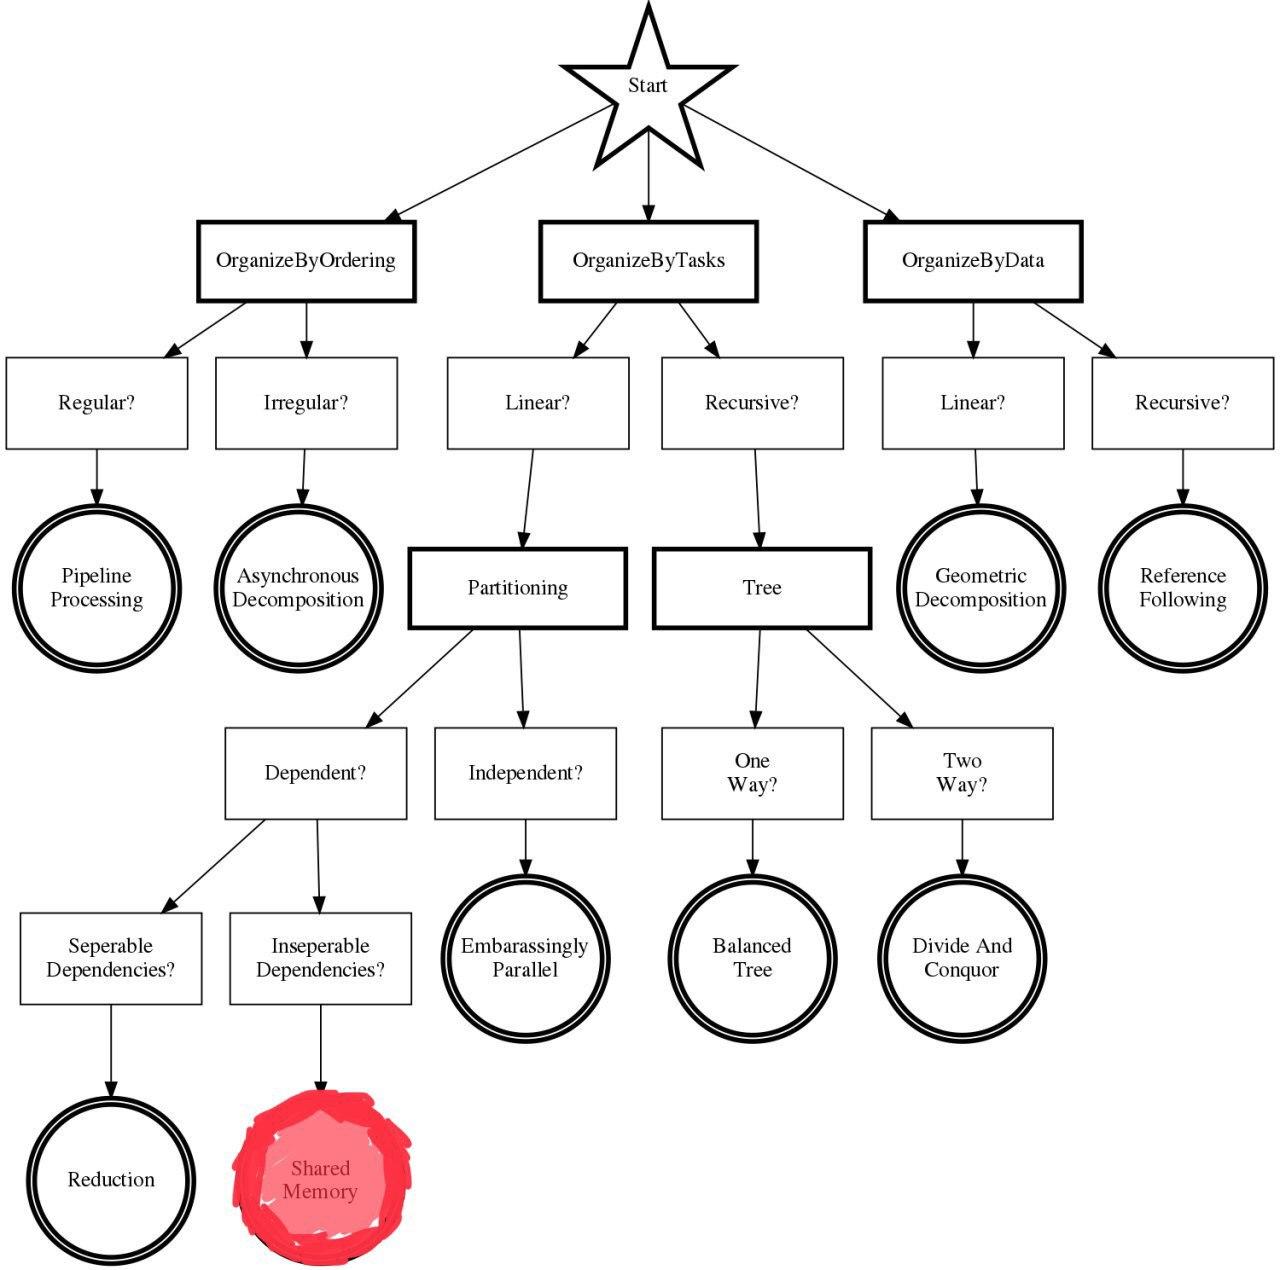 Start
OrganizeByOrdering
OrganizeByTasks
OrganizeByData
Regular?
Irregular?
Linear?
Recursive?
Linear?
Recursive?
Pipeline
Processing
Asynchronous
Decomposition
Partitioning
Tree
Geometric
Decomposition
Reference
Following
Dependent?
Independent?
One
Way?
Two
Way?
Seperable
Dependencies?
Inseperable
Dependencies?
Embarassingly
Parallel
Balanced
Tree
Divide And
Conquor
Reduction
Shared
Memory